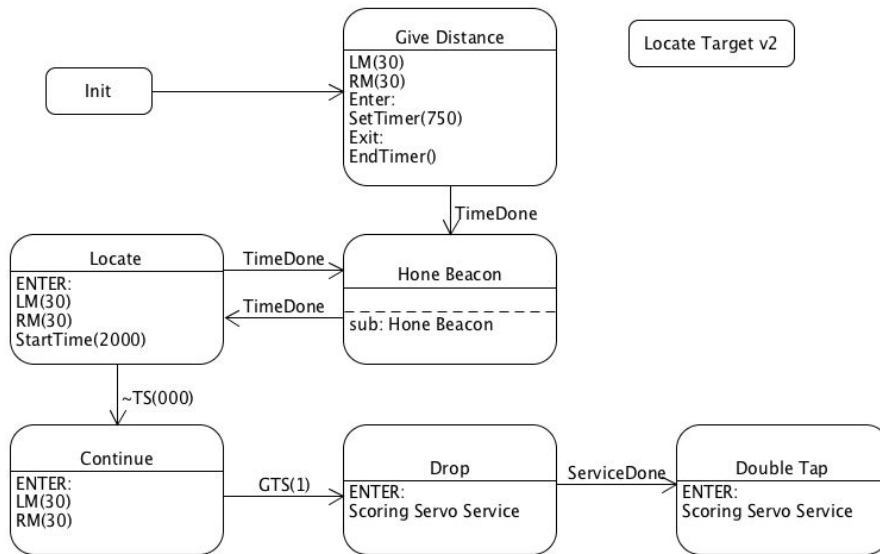 Give Distance
LM(30)
RM(30)
Enter:
SetTimer(750)
Exit:
EndTimer()
Locate Target v2
Init
TimeDone
Locate
ENTER:
LM(30)
RM(30)
StartTime(2000)
TimeDone
TimeDone
Hone Beacon
sub: Hone Beacon
~TS(000)
Continue
ENTER:
LM(30)
RM(30)
GTS(1)
Drop
ENTER:
Scoring Servo Service
ServiceDone
Double Tap
ENTER:
Scoring Servo Service